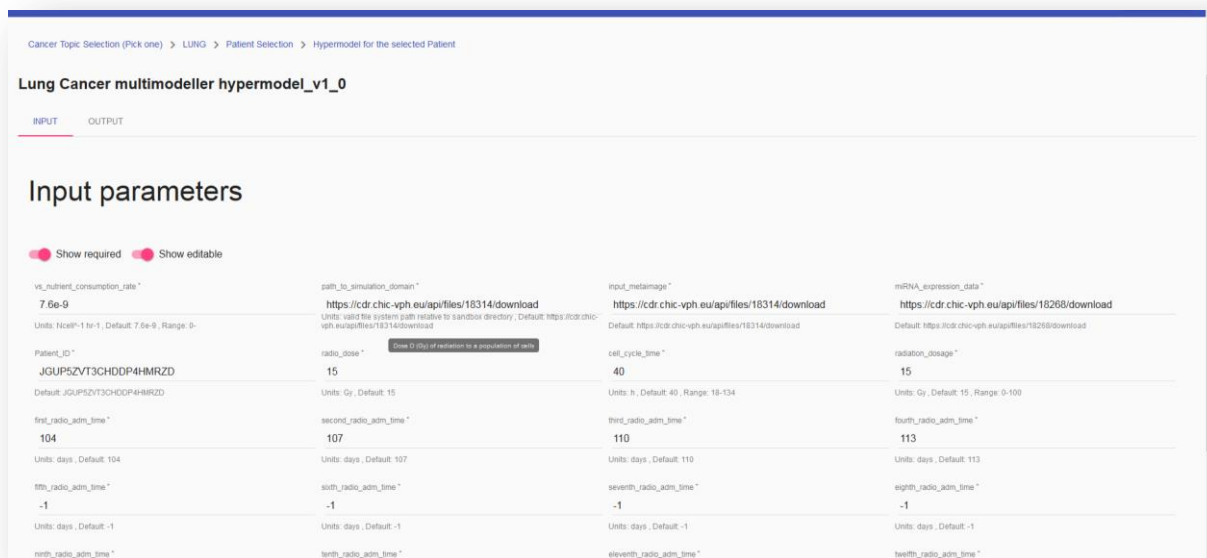 Cancer Topic Selection (Pick one) > LUNG > Patient Selection > Hypermodel for the selected Patient
Lung Cancer multimodeller hypermodel_v1_0
INPUT OUTPUT
Input parameters
Show required Show editable
vs_nutrient_consumption_rate * path_to_simulation_domain * input_metaimage * miRNA_expression_data *
7.6e-9 https://cdr.chic-vph.eu/api/files/18314/download https://cdr.chic-vph.eu/api/files/18314/download https://cdr.chic-vph.eu/api/files/18268/download
Units: Ncell^-1 hr-1 , Default: 7.6e-9 , Range: 0- Units: valid file system path relative to sandbox directory , Default: https://cdr.chic-vph.eu/api/files/18314/download Default: https://cdr.chic-vph.eu/api/files/18314/download Default: https://cdr.chic-vph.eu/api/files/18268/download
Dose D (Gy) of radiation to a population of cells
Patient_ID * radio_dose * cell_cycle_time * radiation_dosage *
JGUP5ZVT3CHDDP4HMRZD 15 40 15
Default: JGUP5ZVT3CHDDP4HMRZD Units: Gy , Default: 15 Units: h , Default: 40 , Range: 18-134 Units: Gy , Default: 15 , Range: 0-100
first_radio_adm_time * second_radio_adm_time * third_radio_adm_time * fourth_radio_adm_time *
104 107 110 113
Units: days , Default: 104 Units: days , Default: 107 Units: days , Default: 110 Units: days , Default: 113
fifth_radio_adm_time * sixth_radio_adm_time * seventh_radio_adm_time * eighth_radio_adm_time *
-1 -1 -1 -1
Units: days , Default: -1 Units: days , Default: -1 Units: days , Default: -1 Units: days , Default: -1
ninth_radio_adm_time * tenth_radio_adm_time * eleventh_radio_adm_time * twelfth_radio_adm_time *